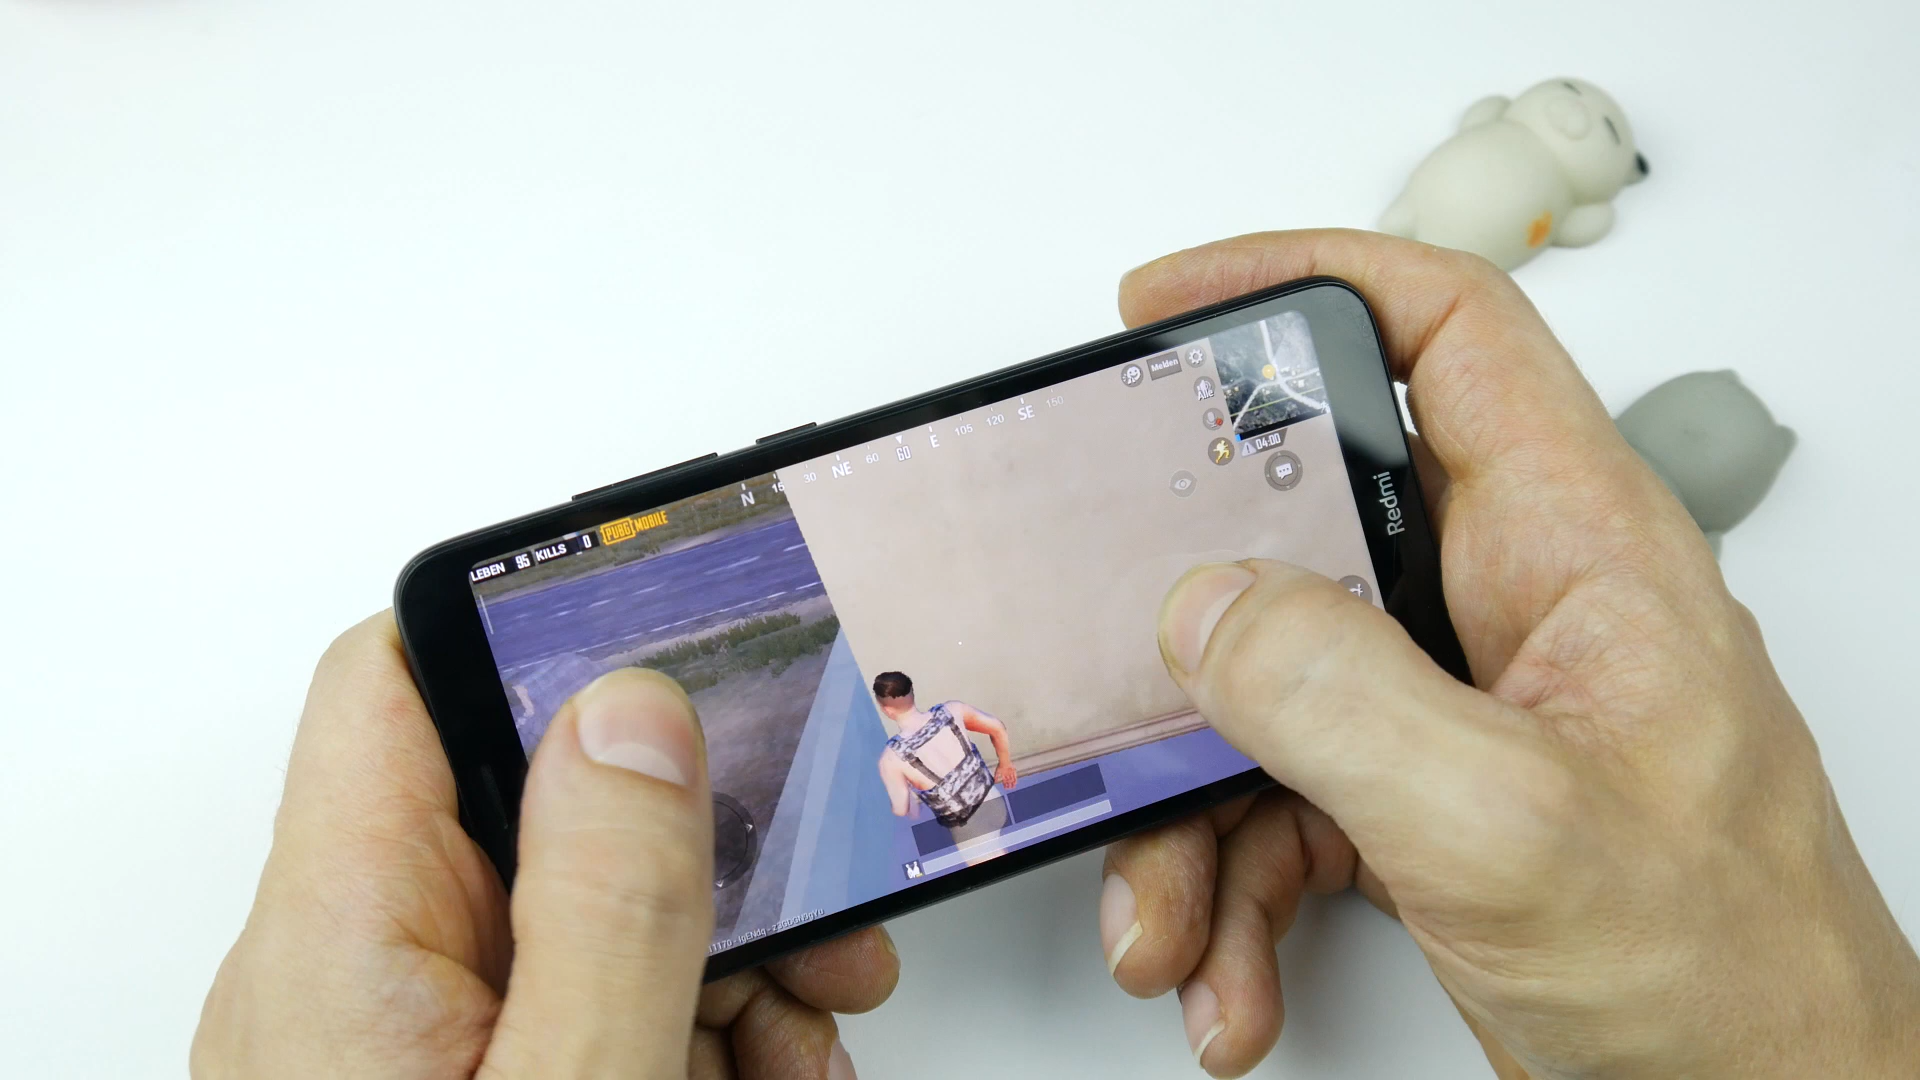 LEBEN 95 KILLS 0 PUBG MOBILE
N 15 30 NE 60 60 E 105 120 SE 150
Melden
Alle
04:00
Redmi